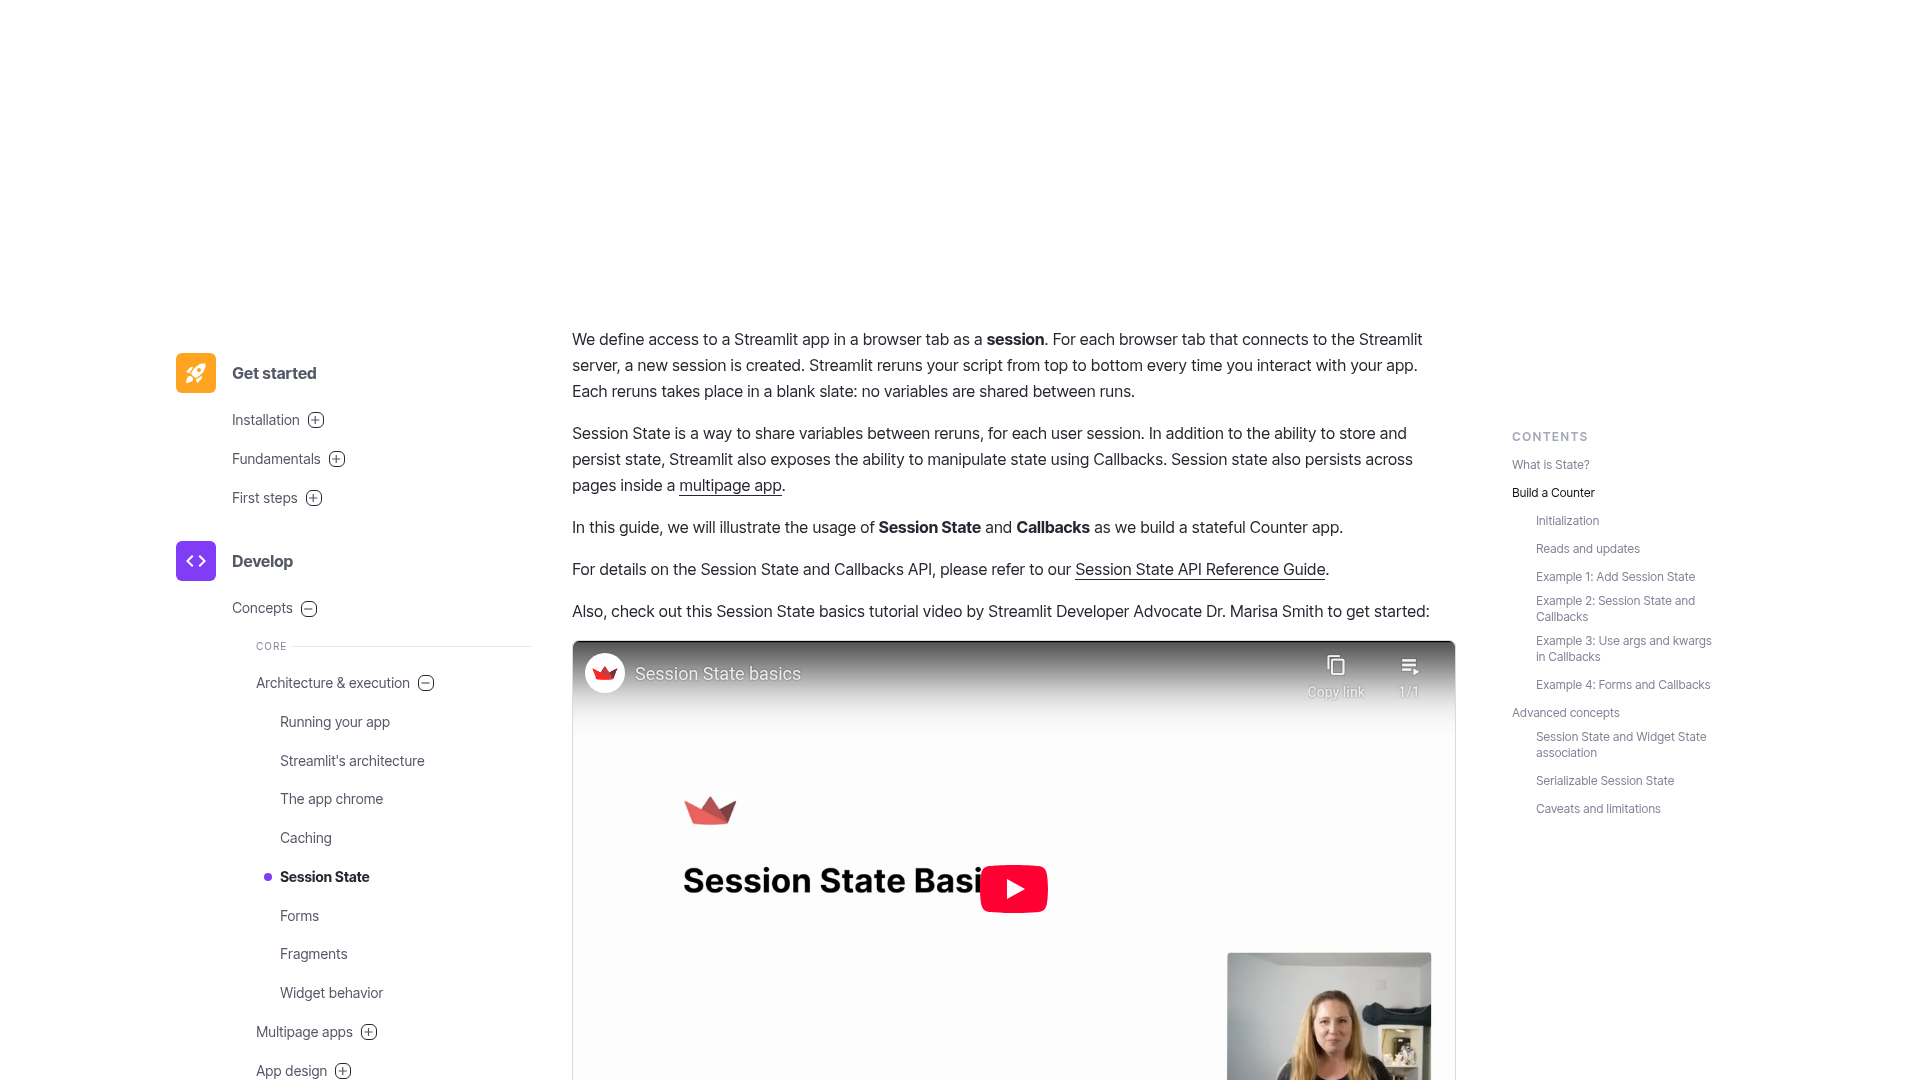 Get started
Installation
Fundamentals
First steps
Develop
Concepts
CORE
Architecture & execution
Running your app
Streamlit's architecture
The app chrome
Caching
Session State
Forms
Fragments
Widget behavior
Multipage apps
App design
We define access to a Streamlit app in a browser tab as a session. For each browser tab that connects to the Streamlit
server, a new session is created. Streamlit reruns your script from top to bottom every time you interact with your app.
Each reruns takes place in a blank slate: no variables are shared between runs.
Session State is a way to share variables between reruns, for each user session. In addition to the ability to store and
persist state, Streamlit also exposes the ability to manipulate state using Callbacks. Session state also persists across
pages inside a multipage app.
In this guide, we will illustrate the usage of Session State and Callbacks as we build a stateful Counter app.
For details on the Session State and Callbacks API, please refer to our Session State API Reference Guide.
Also, check out this Session State basics tutorial video by Streamlit Developer Advocate Dr. Marisa Smith to get started:
Session State basics
Copy link
1/1
Session State Basi
CONTENTS
What is State?
Build a Counter
Initialization
Reads and updates
Example 1: Add Session State
Example 2: Session State and
Callbacks
Example 3: Use args and kwargs
in Callbacks
Example 4: Forms and Callbacks
Advanced concepts
Session State and Widget State
association
Serializable Session State
Caveats and limitations